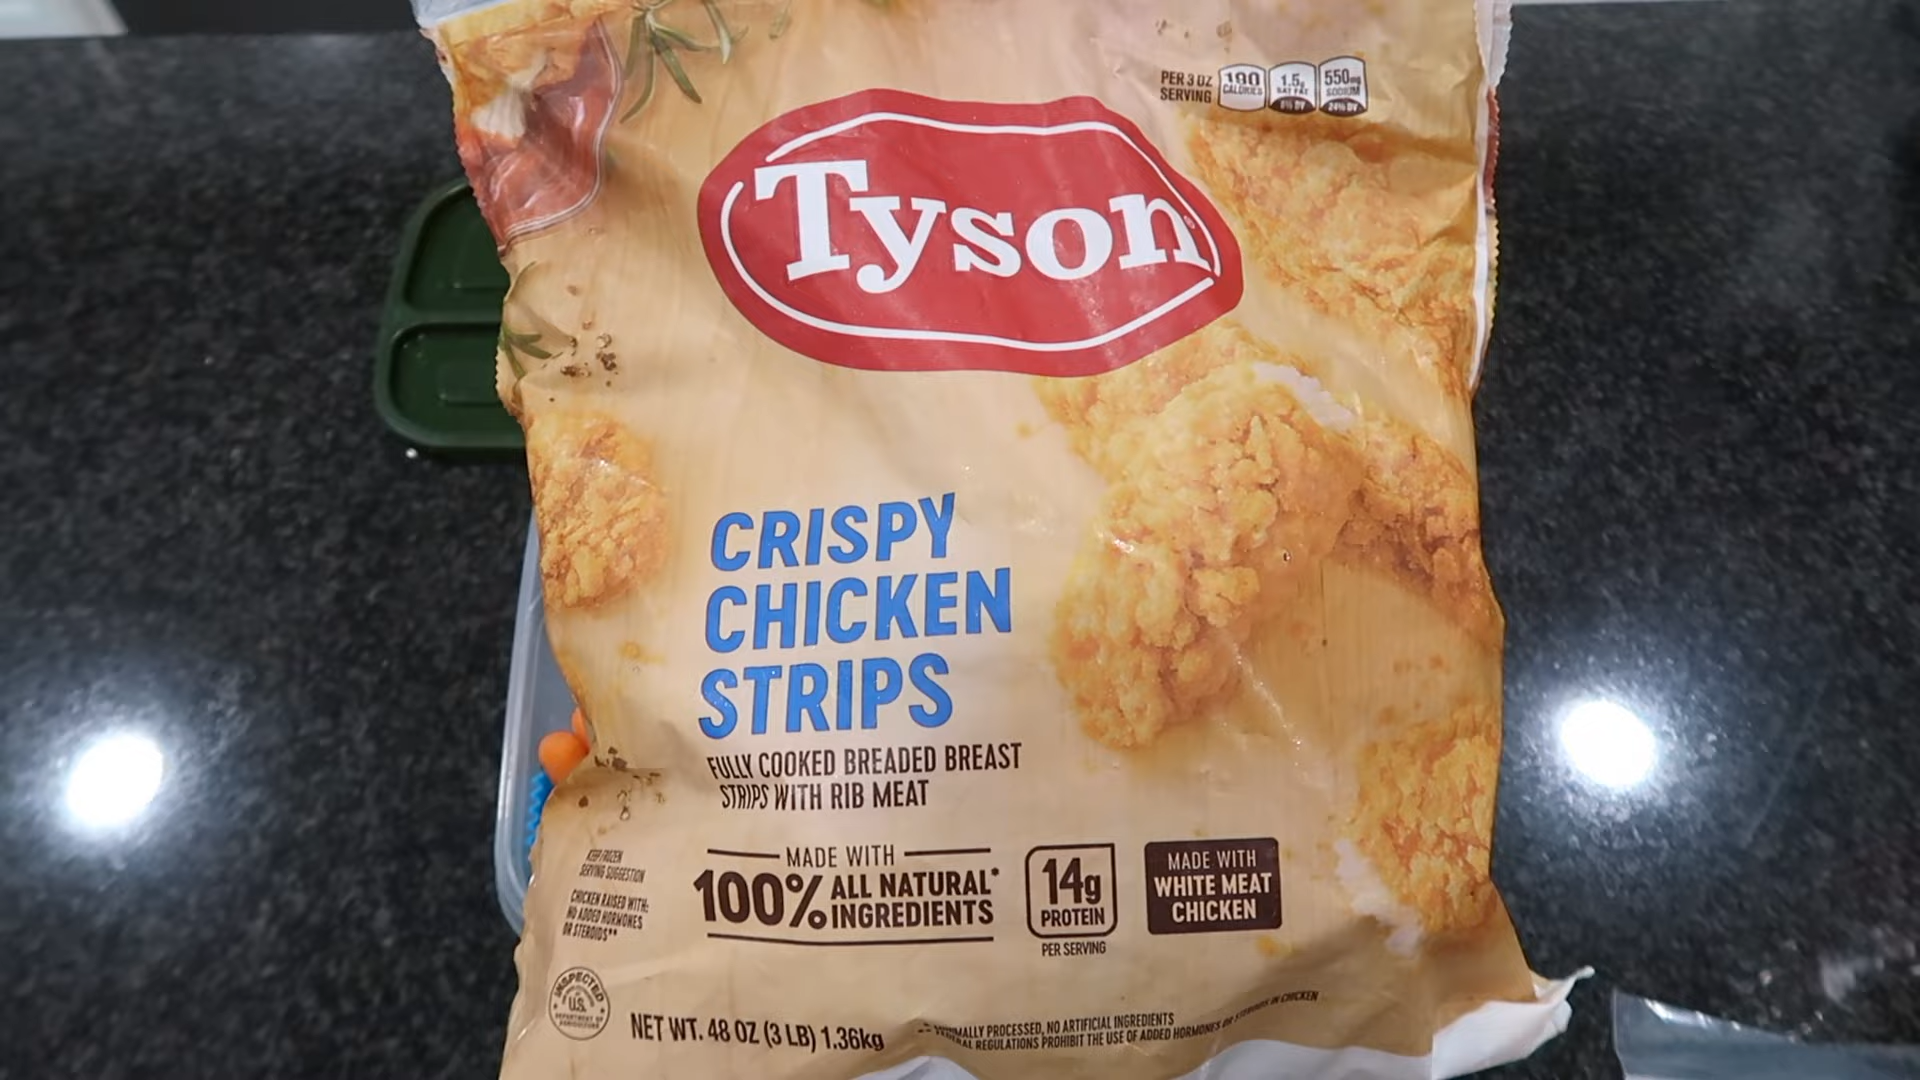 PER 3 OZ
SERVING
190
CALORIES
1.5g
SAT FAT
8% DV
550mg
SODIUM
24% DV
Tyson
CRISPY
CHICKEN
STRIPS
FULLY COOKED BREADED BREAST
STRIPS WITH RIB MEAT
KEEP FROZEN
SERVING SUGGESTION
CHICKEN RAISED WITH:
NO ADDED HORMONES
OR STEROIDS**
MADE WITH
100% ALL NATURAL*
INGREDIENTS
14g
PROTEIN
PER SERVING
MADE WITH
WHITE MEAT
CHICKEN
INSPECTED
U.S.
DEPARTMENT OF
AGRICULTURE
NET WT. 48 OZ (3 LB) 1.36kg
MINIMALLY PROCESSED, NO ARTIFICIAL INGREDIENTS
FEDERAL REGULATIONS PROHIBIT THE USE OF ADDED HORMONES OR STEROIDS IN CHICKEN